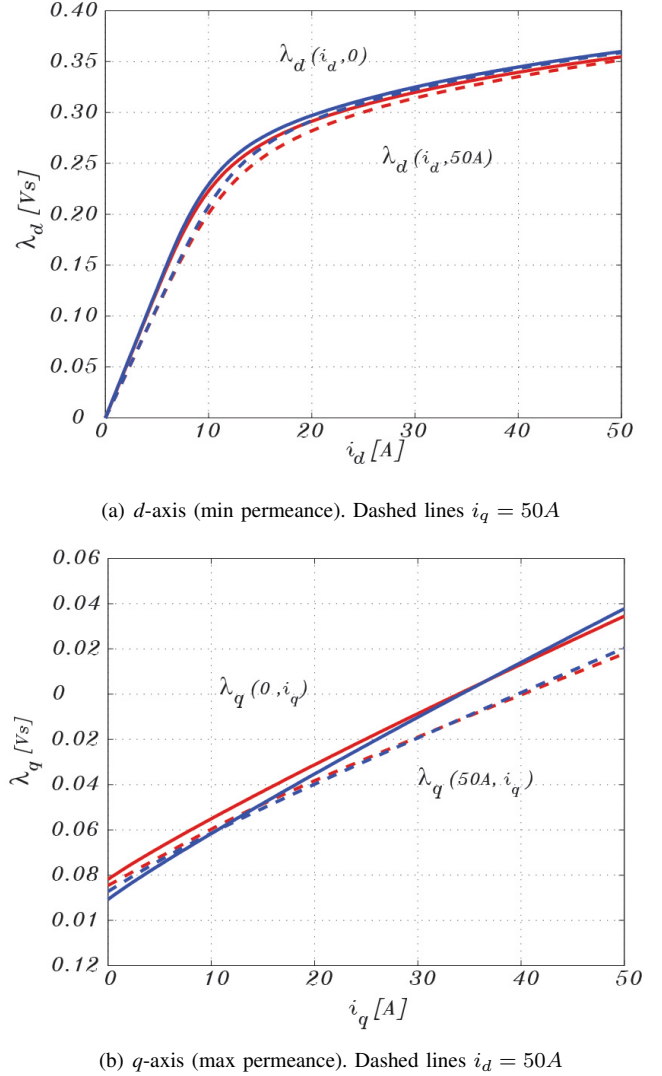 0.40
0.35
0.30
0.25
0.20
0.15
0.10
0.05
0
λd [Vs]
λd (id,0)
λd (id,50A)
0 10 20 30 40 50
id [A]
(a) d-axis (min permeance). Dashed lines iq = 50A
0.06
0.04
0.02
0
0.02
0.04
0.06
0.08
0.01
0.12
λq [Vs]
λq (0,iq)
λq (50A, iq)
0 10 20 30 40 50
iq [A]
(b) q-axis (max permeance). Dashed lines id = 50A